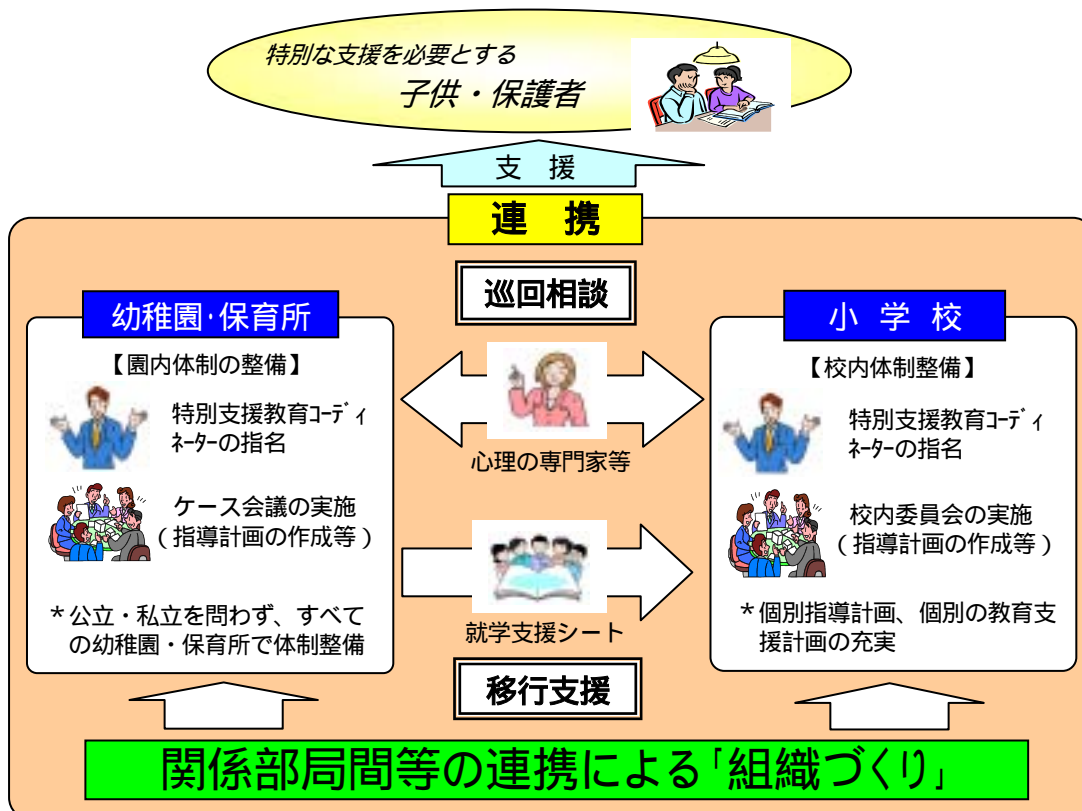 特別な支援を必要とする
子供・保護者
支　援
連　携
巡回相談
幼稚園･保育所
【園内体制の整備】
特別支援教育ｺｰﾃﾞｨ
ﾈｰﾀｰの指名
ケース会議の実施
(指導計画の作成等)
*公立・私立を問わず、すべて
の幼稚園・保育所で体制整備
心理の専門家等
就学支援シート
移行支援
小 学 校
【校内体制整備】
特別支援教育ｺｰﾃﾞｨ
ﾈｰﾀｰの指名
校内委員会の実施
(指導計画の作成等)
*個別指導計画、個別の教育支
援計画の充実
関係部局間等の連携による｢組織づくり｣